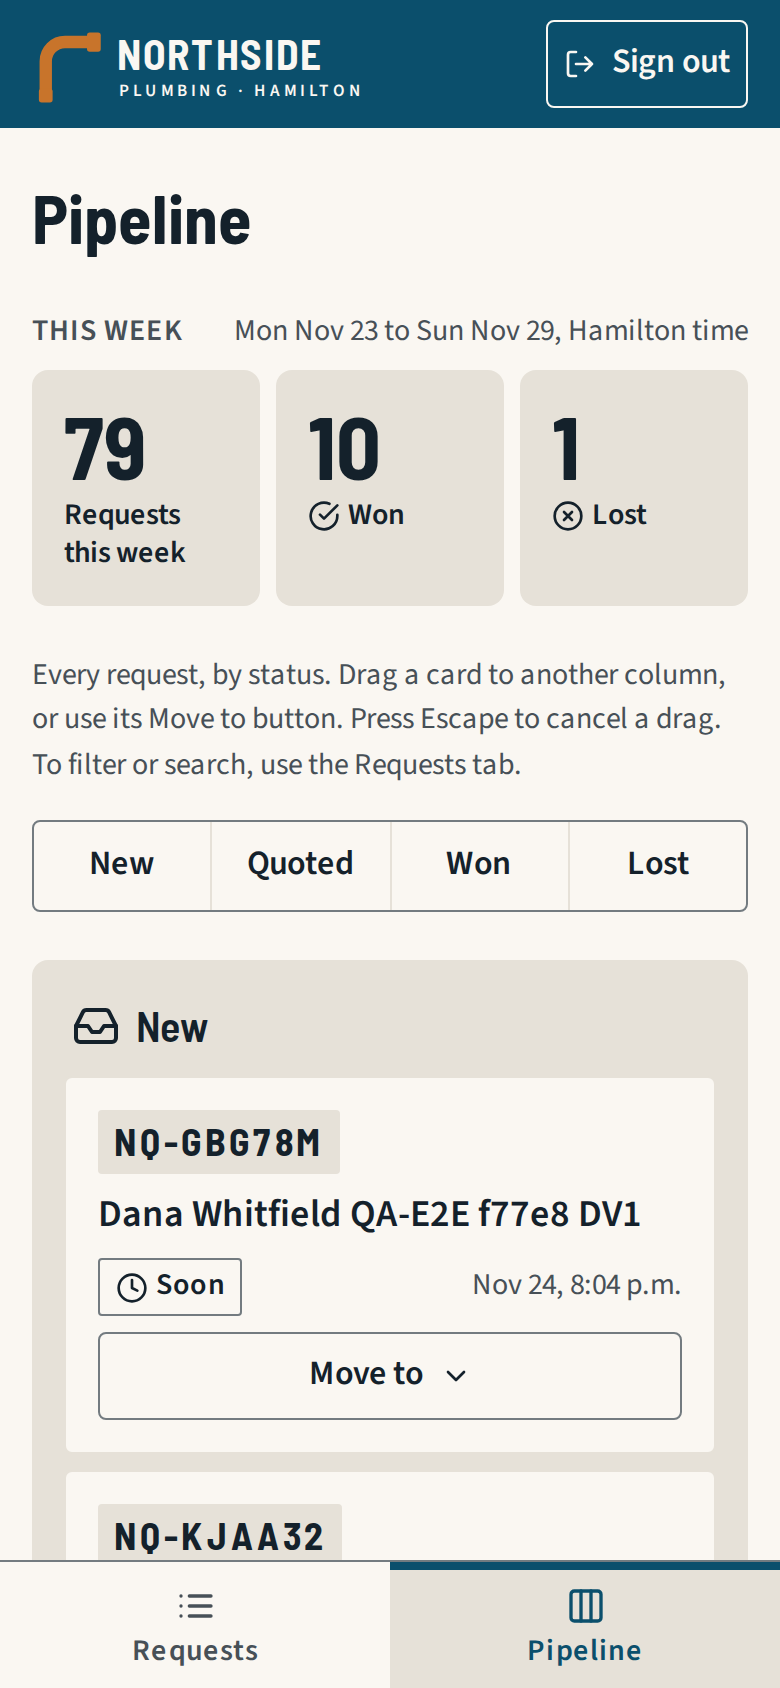 NORTHSIDE
PLUMBING · HAMILTON
Sign out
Pipeline
THIS WEEK
Mon Nov 23 to Sun Nov 29, Hamilton time
79
Requests
this week
10
Won
1
Lost
Every request, by status. Drag a card to another column,
or use its Move to button. Press Escape to cancel a drag.
To filter or search, use the Requests tab.
New
Quoted
Won
Lost
New
NQ-GBG78M
Dana Whitfield QA-E2E f77e8 DV1
Soon
Nov 24, 8:04 p.m.
Move to
NQ-KJAA32
Requests
Pipeline